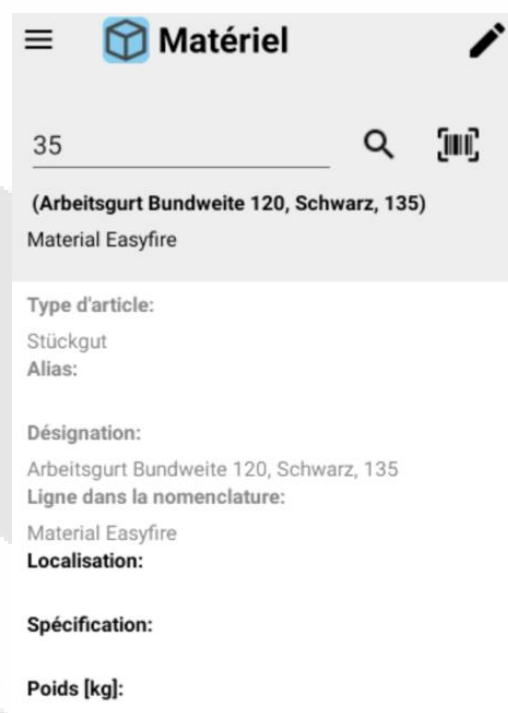 Matériel
35
(Arbeitsgurt Bundweite 120, Schwarz, 135)
Material Easyfire
Type d'article:
Stückgut
Alias:
Désignation:
Arbeitsgurt Bundweite 120, Schwarz, 135
Ligne dans la nomenclature:
Material Easyfire
Localisation:
Spécification:
Poids [kg]: